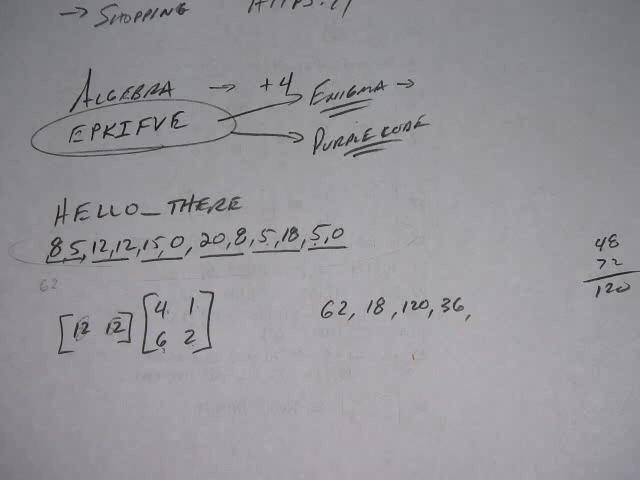 → SHOPPING
ALGEBRA → +4 ENIGMA →
EPKIFVE PURPLE CODE
HELLO_THERE
8,5,12,12,15,0,20,8,5,18,5,0
62
[12 12] [4 1
6 2]
62, 18, 120, 36,
48
72
120